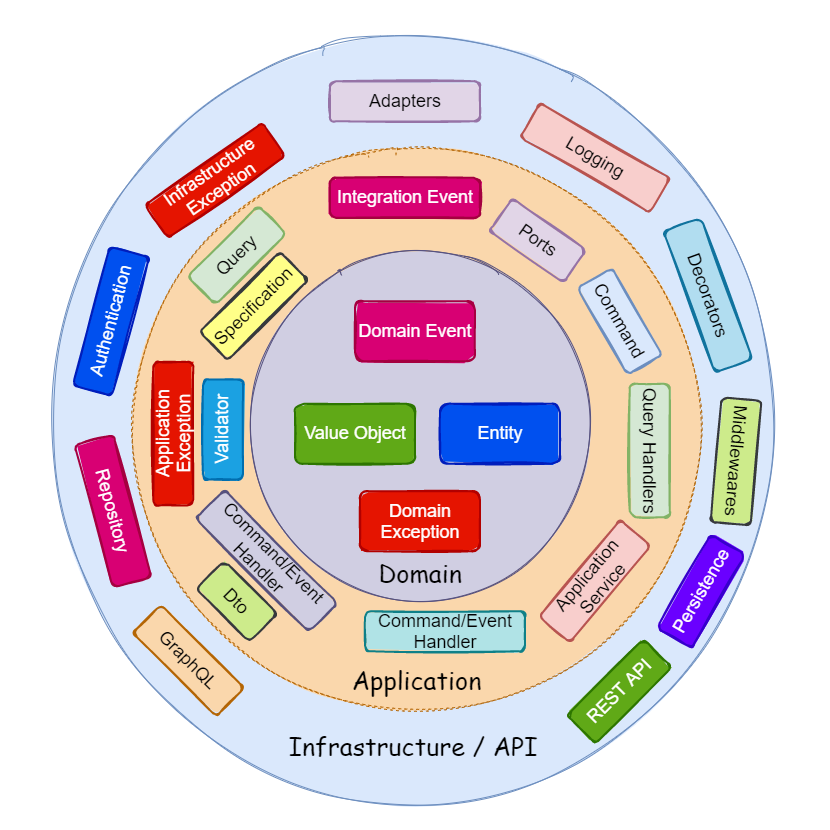 Adapters
Logging
Infrastructure
Exception
Integration Event
Ports
Query
Specification
Decorators
Authentication
Command
Domain Event
Application
Exception
Validator
Value Object
Entity
Query Handlers
Middlewaares
Repository
Domain
Exception
Command/Event
Handler
Domain
Application
Service
Persistence
Dto
Command/Event
Handler
GraphQL
REST API
Application
Infrastructure / API